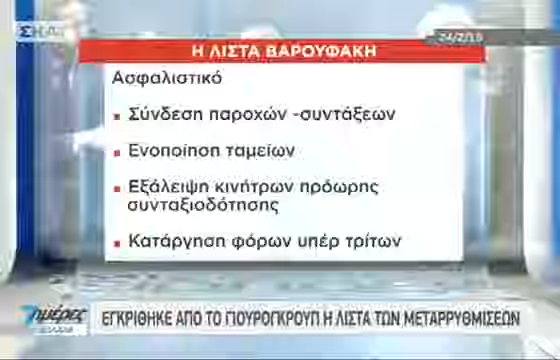 ΣΚΑΪ
24/2/15
Η ΛΙΣΤΑ ΒΑΡΟΥΦΑΚΗ
Ασφαλιστικό
Σύνδεση παροχών -συντάξεων
Ενοποίηση ταμείων
Εξάλειψη κινήτρων πρόωρης
συνταξιοδότησης
Κατάργηση φόρων υπέρ τρίτων
7 ημέρες
ΕΓΚΡΙΘΗΚΕ ΑΠΟ ΤΟ ΓΙΟΥΡΟΓΚΡΟΥΠ Η ΛΙΣΤΑ ΤΩΝ ΜΕΤΑΡΡΥΘΜΙΣΕΩΝ